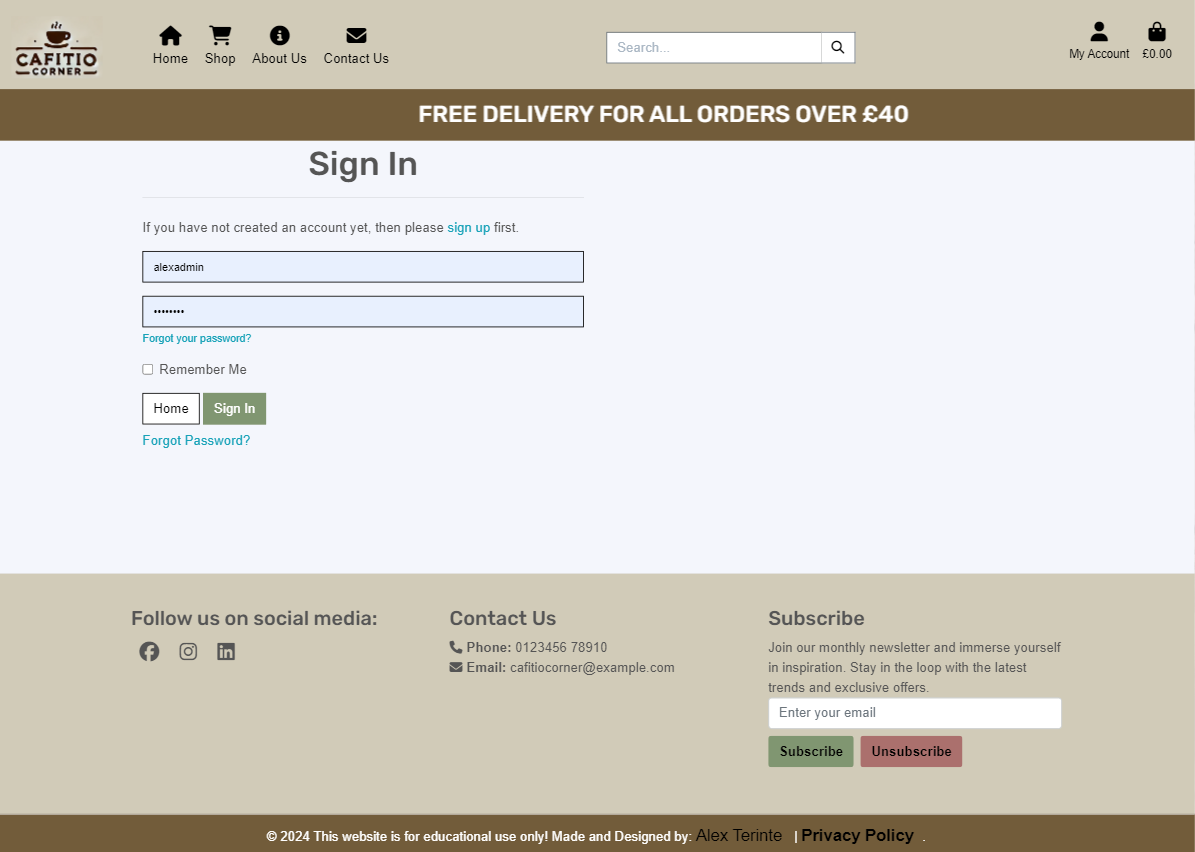 CAFITIO
CORNER
Home Shop About Us Contact Us
Search...
My Account £0.00
FREE DELIVERY FOR ALL ORDERS OVER £40
Sign In
If you have not created an account yet, then please sign up first.
alexadmin
••••••••
Forgot your password?
Remember Me
Home Sign In
Forgot Password?
Follow us on social media:
Contact Us
Phone: 0123456 78910
Email: cafitiocorner@example.com
Subscribe
Join our monthly newsletter and immerse yourself
in inspiration. Stay in the loop with the latest
trends and exclusive offers.
Enter your email
Subscribe Unsubscribe
© 2024 This website is for educational use only! Made and Designed by: Alex Terinte | Privacy Policy .